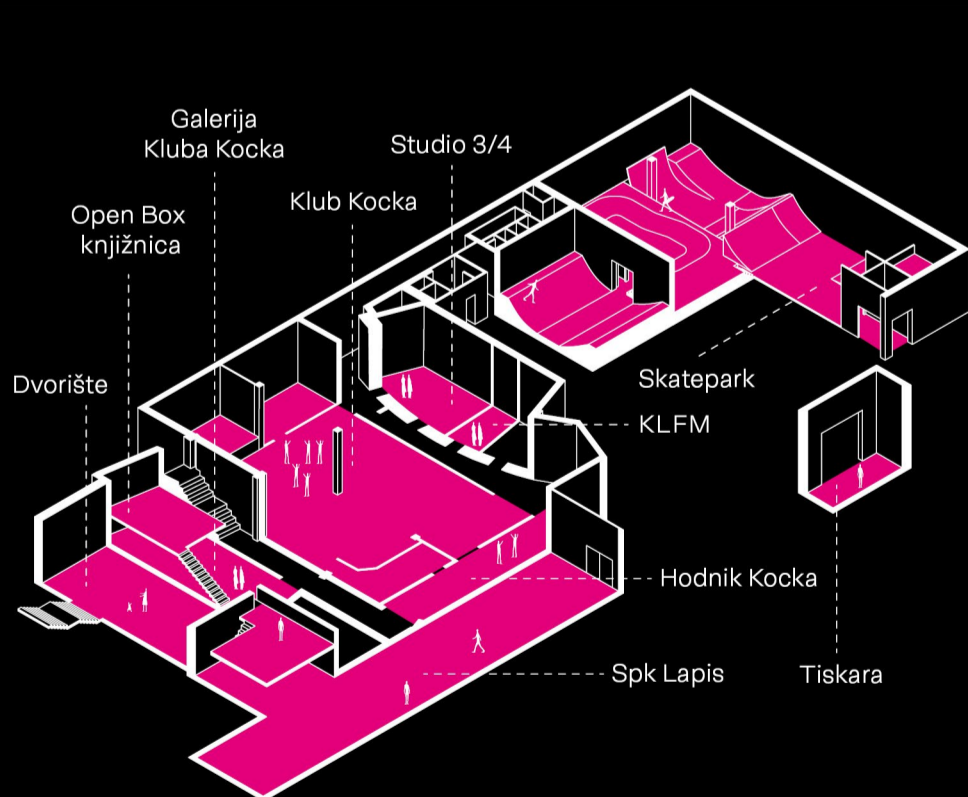 Galerija
Kluba Kocka
Studio 3/4
Klub Kocka
Open Box
knjižnica
Dvorište
Skatepark
KLFM
Hodnik Kocka
Spk Lapis
Tiskara